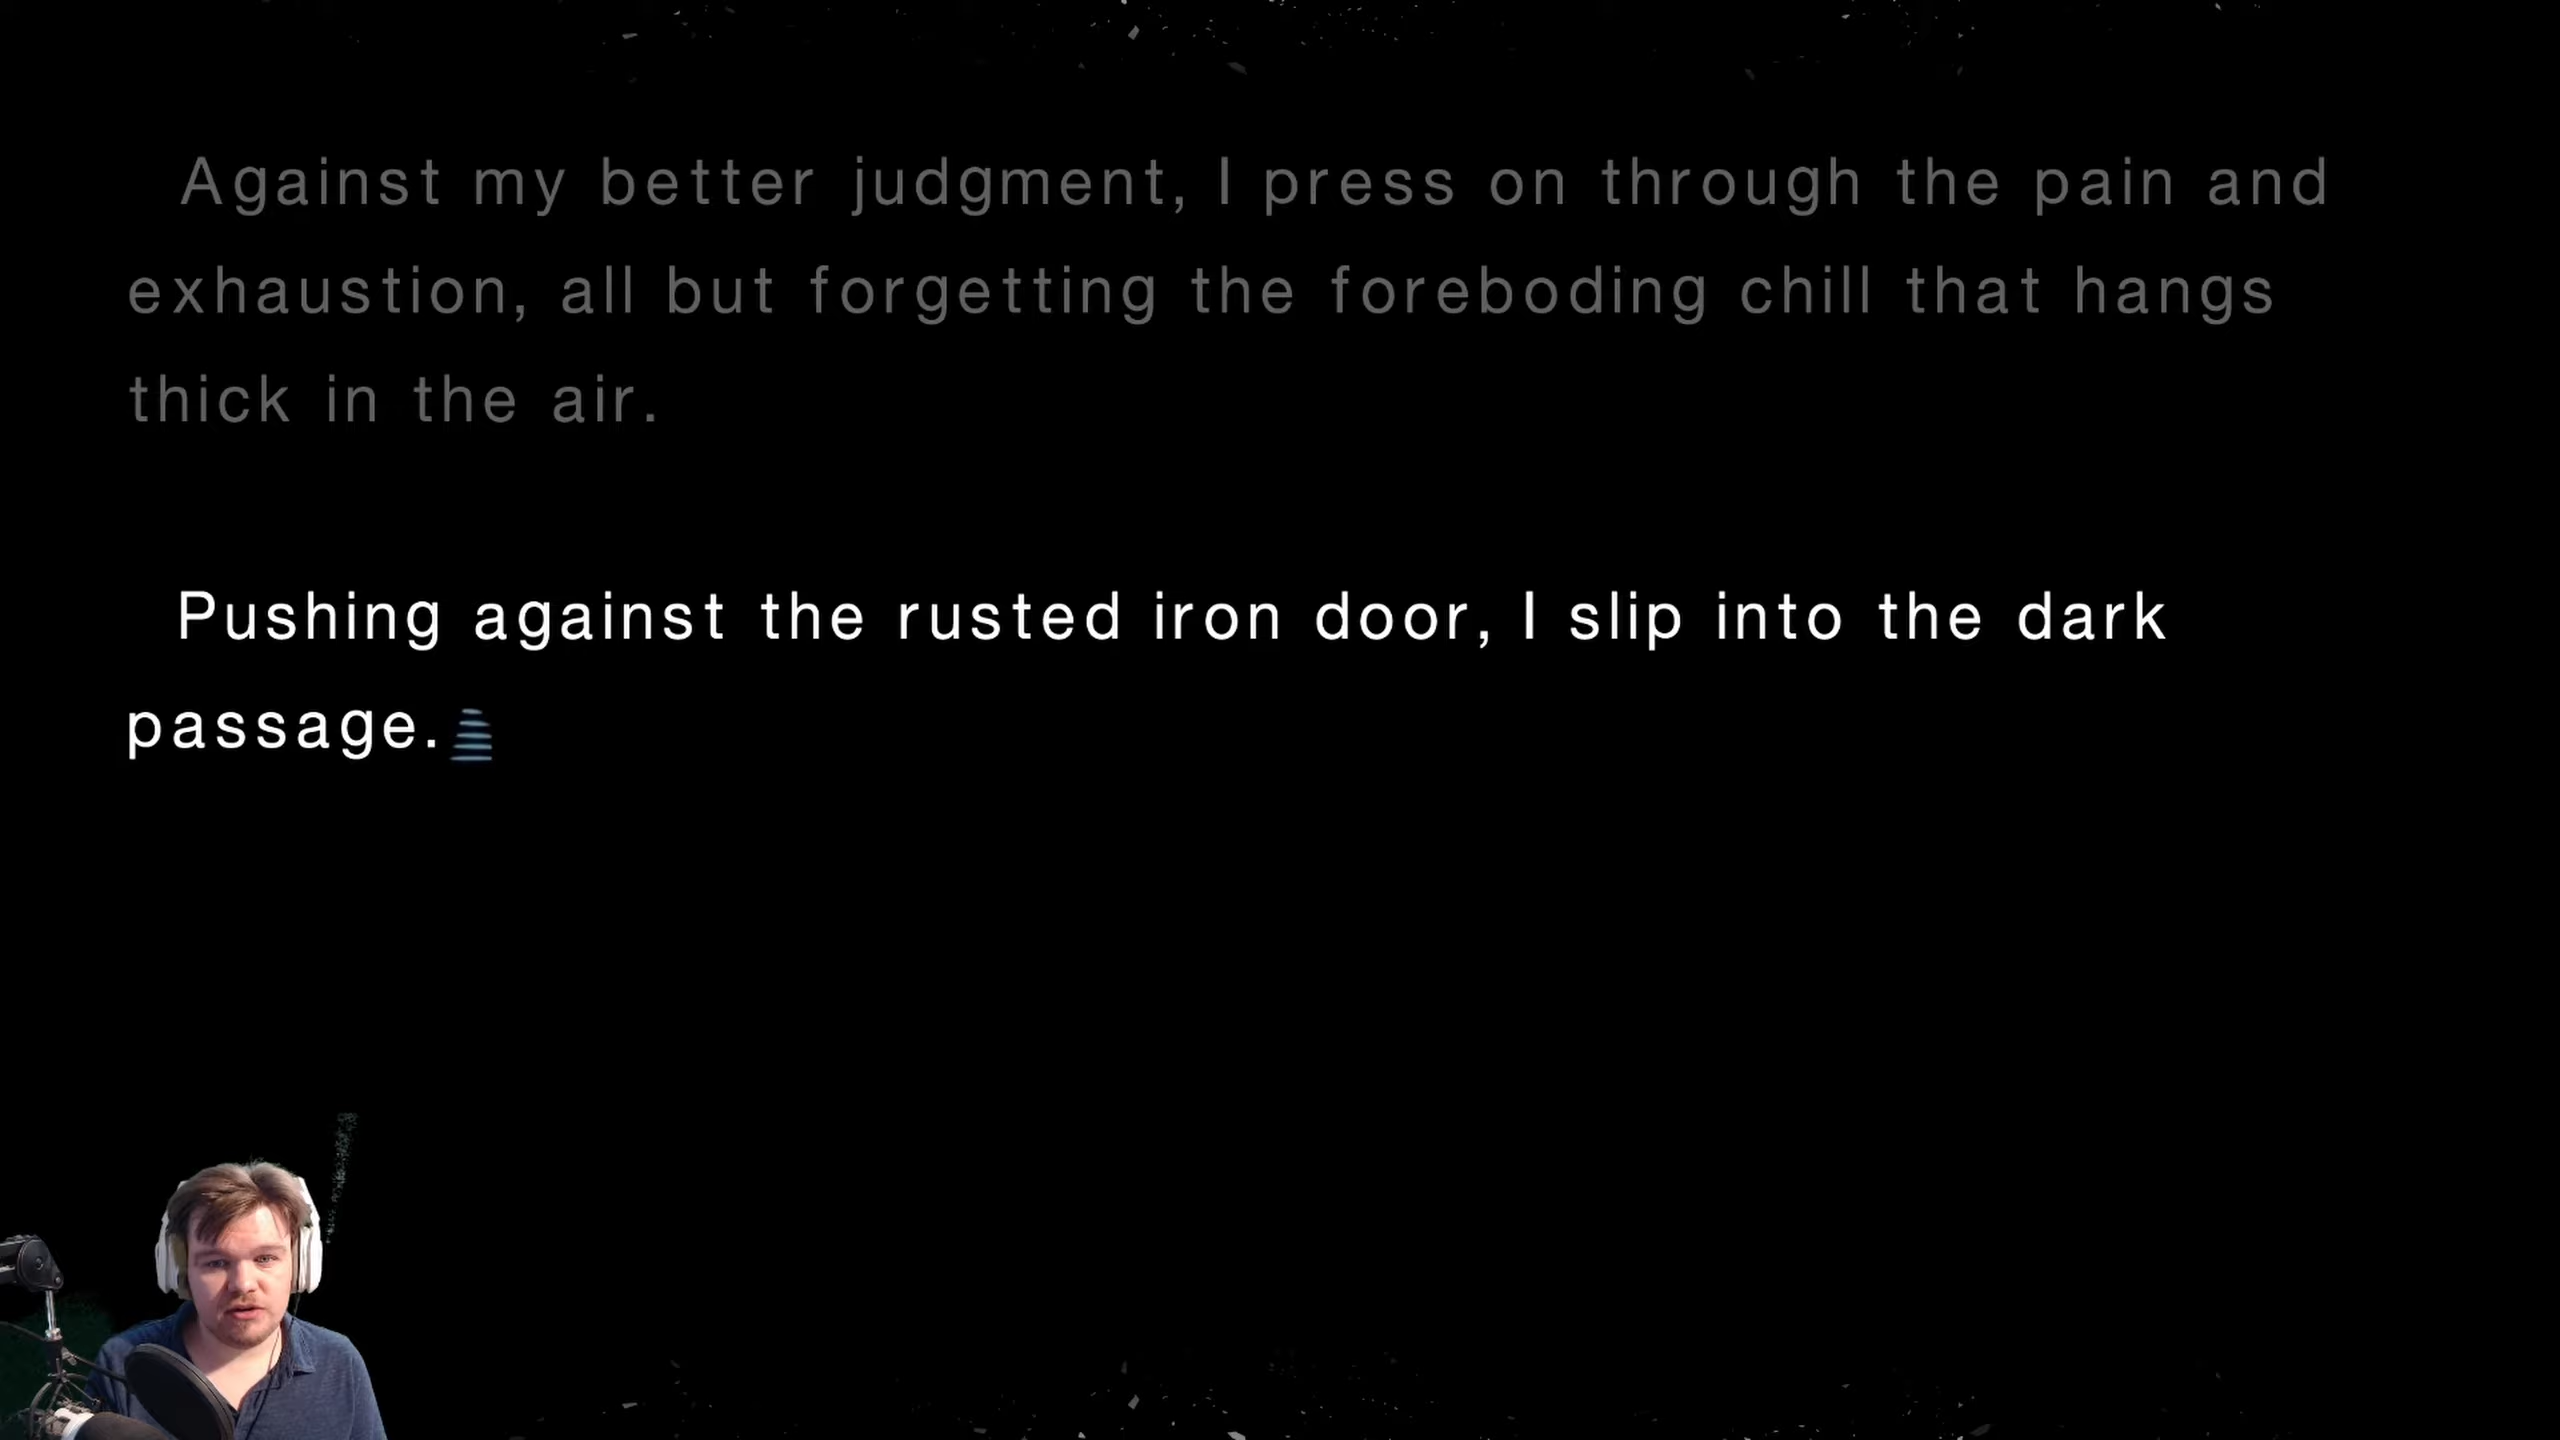 Against my better judgment, I press on through the pain and
exhaustion, all but forgetting the foreboding chill that hangs
thick in the air.
Pushing against the rusted iron door, I slip into the dark
passage.